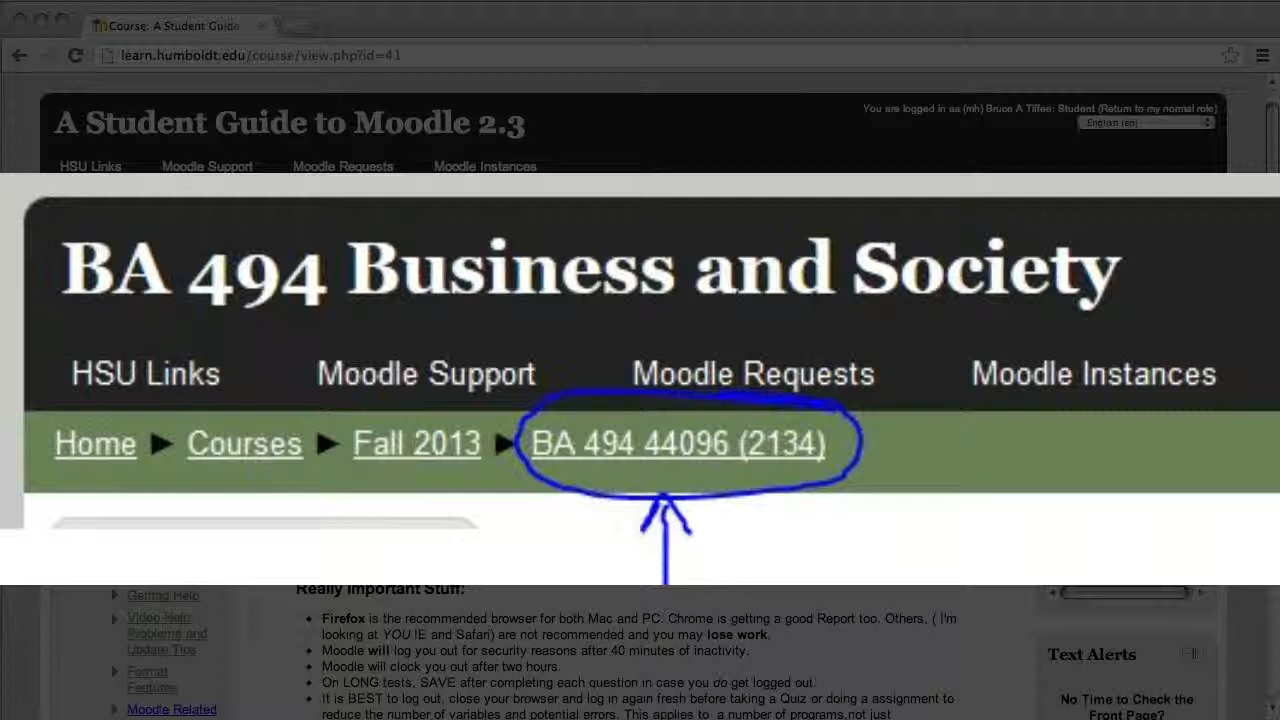 Course: A Student Guide
learn.humboldt.edu/course/view.php?id=41
A Student Guide to Moodle 2.3
You are logged in as (mh) Bruce A Tiffee: Student (Return to my normal role)
English (en)
HSU Links Moodle Support Moodle Requests Moodle Instances
BA 494 Business and Society
HSU Links Moodle Support Moodle Requests Moodle Instances
Home ► Courses ► Fall 2013 ► BA 494 44096 (2134)
Getting Help
Video Help
Problems and
Update Tips
Format
Features
Moodle Related
Really Important Stuff:
Firefox is the recommended browser for both Mac and PC. Chrome is getting a good Report too. Others, ( I'm
looking at YOU IE and Safari) are not recommended and you may lose work.
Moodle will log you out for security reasons after 40 minutes of inactivity.
Moodle will clock you out after two hours.
On LONG tests, SAVE after completing each question in case you do get logged out.
It is BEST to log out, close your browser and log in again fresh before taking a Quiz or doing a assignment to
reduce the number of variables and potential errors. This applies to a number of programs,not just
Text Alerts
No Time to Check the
Front Page?